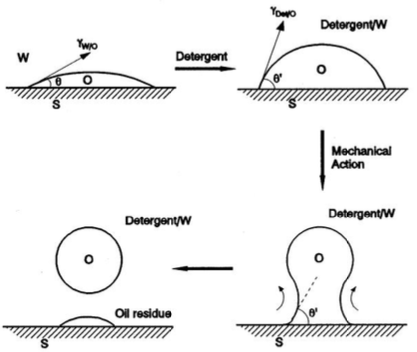 γW/O
W
θ
O
S
Detergent
γDet/O
Detergent/W
O
θ'
S
Mechanical
Action
Detergent/W
O
θ'
S
Detergent/W
O
Oil residue
S